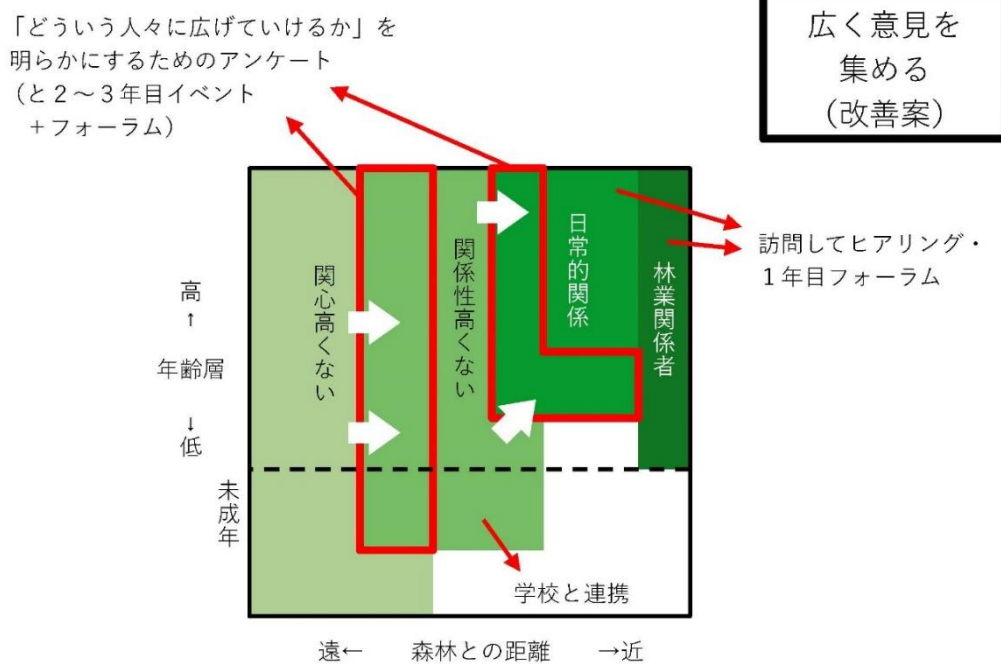 「どういう人々に広げていけるか」を
明らかにするためのアンケート
（と２～３年目イベント
＋フォーラム）
広く意見を
集める
（改善案）
関心高くない
関係性高くない
日常的関係
林業関係者
訪問してヒアリング・
１年目フォーラム
高
↑
年齢層
↓
低
未成年
学校と連携
遠← 森林との距離 →近